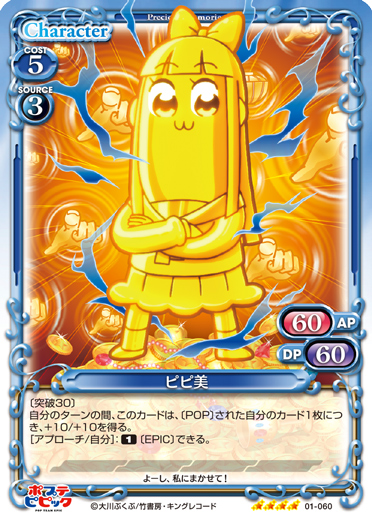 Precious Memories
Character
COST
5
SOURCE
3
60 AP
DP 60
ピピ美
[突破30]
自分のターンの間、このカードは、{POP}された自分のカード1枚につ
き、+10/+10を得る。
[アプローチ/自分]:1[EPIC]できる。
よーし、私にまかせて!
ポプテ
ピピック
POP TEAM EPIC
©大川ぶくぶ/竹書房・キングレコード
01-060